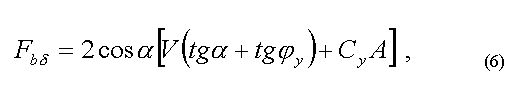 F_{bδ} = 2 cos α [V(tgα + tgφ_y) + C_y A] , (6)